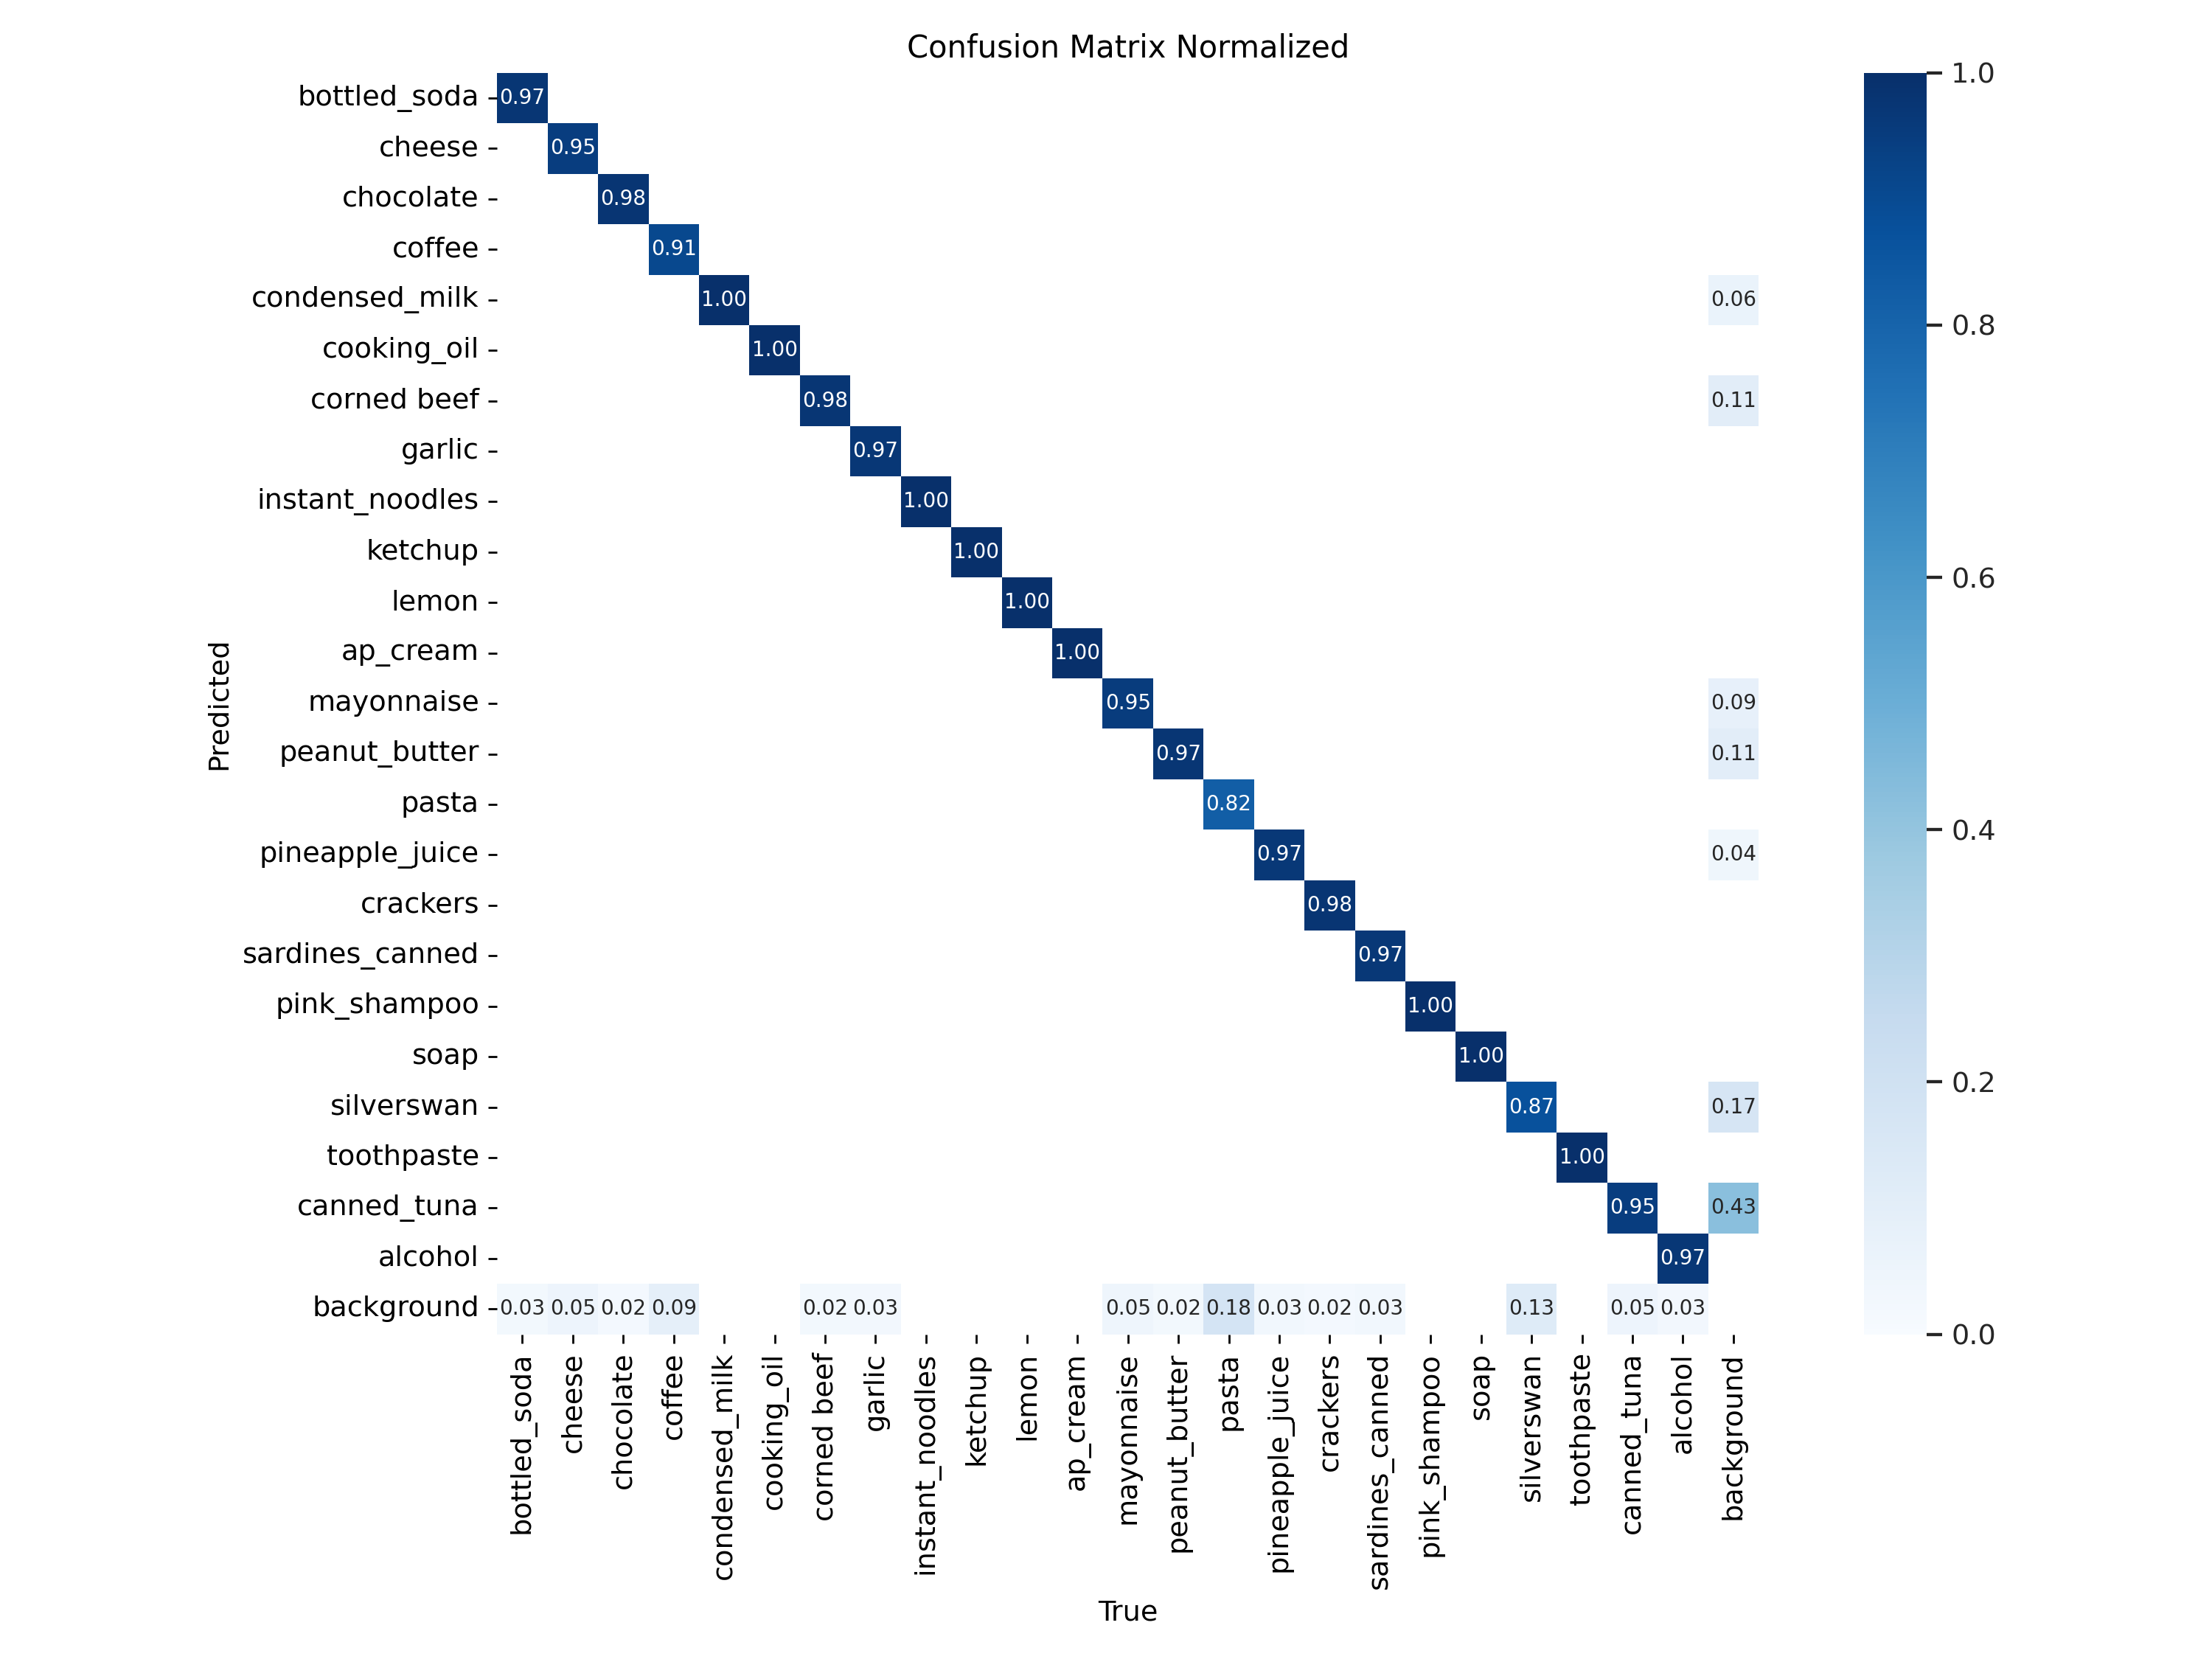 Confusion Matrix Normalized
bottled_soda 0.97 1.0
cheese 0.95
chocolate 0.98
coffee 0.91
condensed_milk 1.00 0.06
0.8
cooking_oil 1.00
corned beef 0.98 0.11
garlic 0.97
instant_noodles 1.00
ketchup 1.00
0.6
lemon 1.00
ap_cream 1.00
Predicted
mayonnaise 0.95 0.09
peanut_butter 0.97 0.11
pasta 0.82
0.4
pineapple_juice 0.97 0.04
crackers 0.98
sardines_canned 0.97
pink_shampoo 1.00
soap 1.00
0.2
silverswan 0.87 0.17
toothpaste 1.00
canned_tuna 0.95 0.43
alcohol 0.97
background 0.03 0.05 0.02 0.09 0.02 0.03 0.05 0.02 0.18 0.03 0.02 0.03 0.13 0.05 0.03
0.0
bottled_soda
cheese
chocolate
coffee
condensed_milk
cooking_oil
corned beef
garlic
instant_noodles
ketchup
lemon
ap_cream
mayonnaise
peanut_butter
pasta
pineapple_juice
crackers
sardines_canned
pink_shampoo
soap
silverswan
toothpaste
canned_tuna
alcohol
background
True